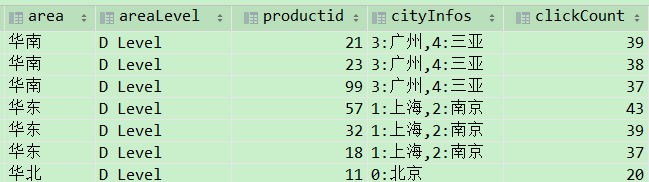 area areaLevel productid cityInfos clickCount
华南 D Level 21 3:广州,4:三亚 39
华南 D Level 23 3:广州,4:三亚 38
华南 D Level 99 3:广州,4:三亚 37
华东 D Level 57 1:上海,2:南京 43
华东 D Level 32 1:上海,2:南京 39
华东 D Level 18 1:上海,2:南京 37
华北 D Level 11 0:北京 20